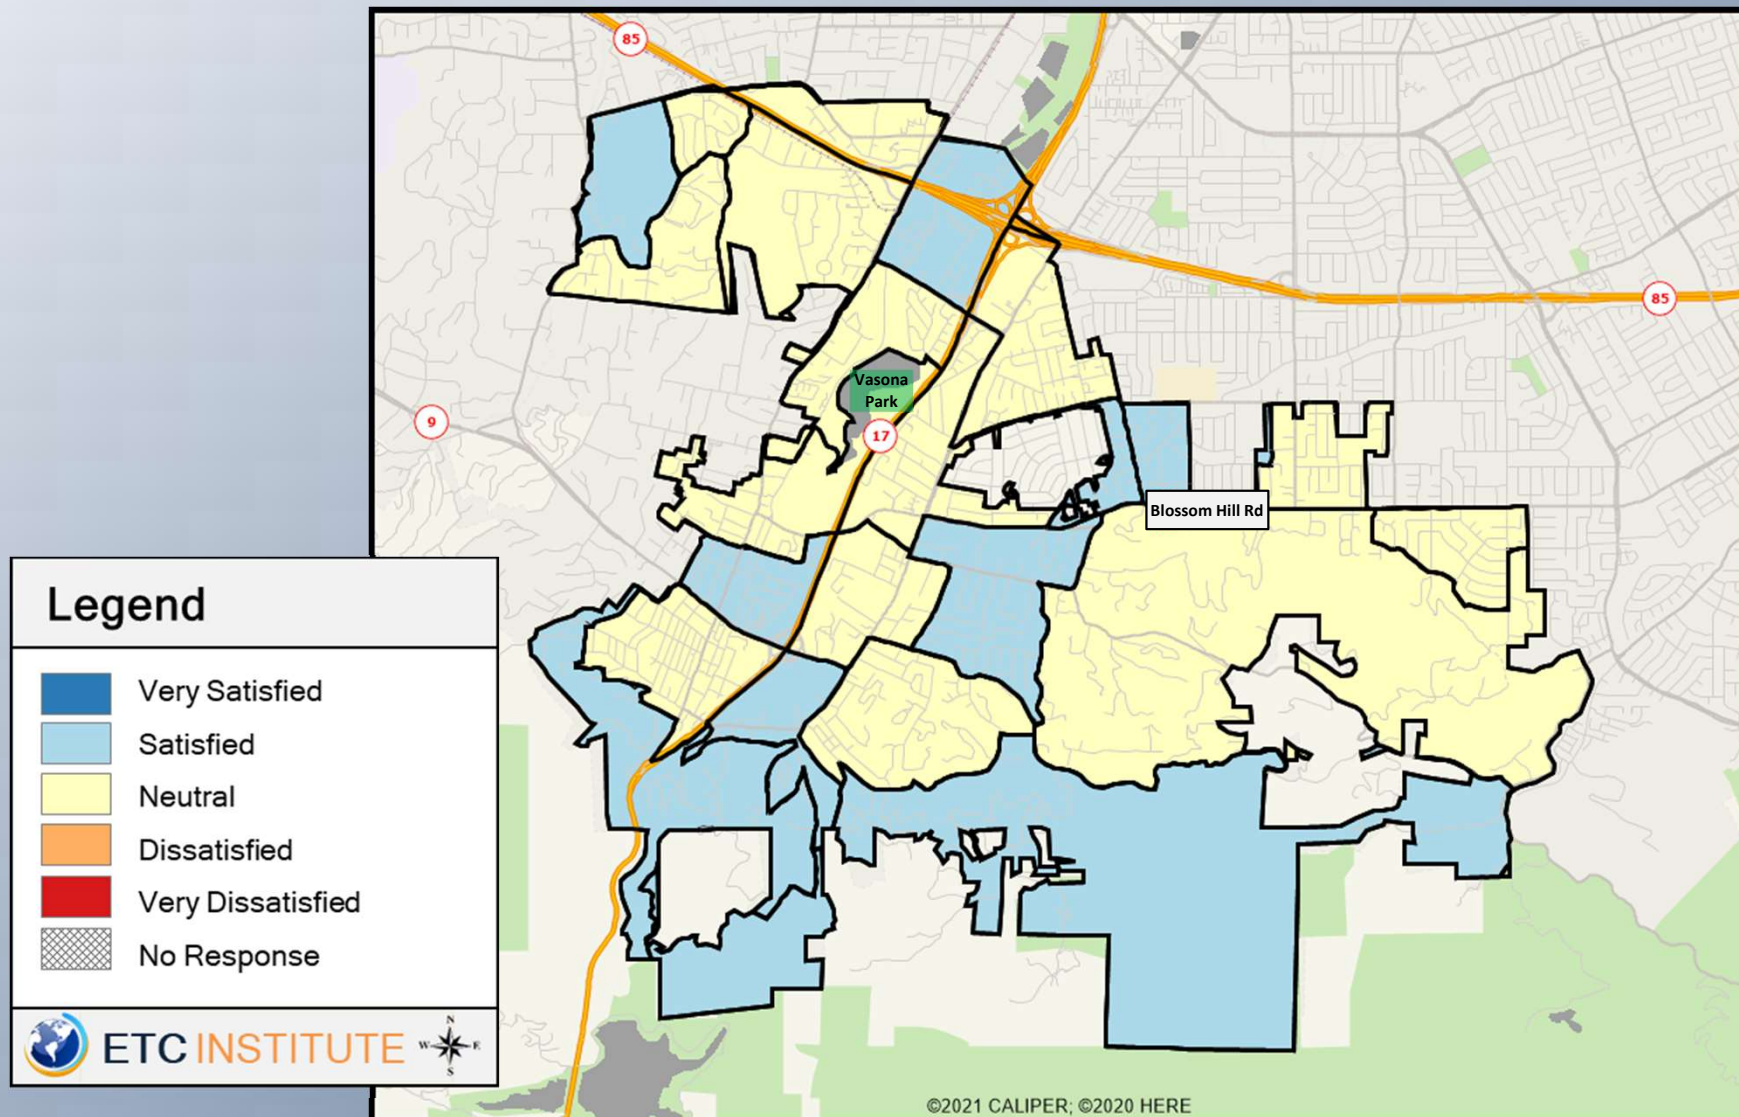 85
85
9
Vasona
Park
17
Blossom Hill Rd
Legend
Very Satisfied
Satisfied
Neutral
Dissatisfied
Very Dissatisfied
No Response
ETC INSTITUTE
N
W E
S
©2021 CALIPER; ©2020 HERE